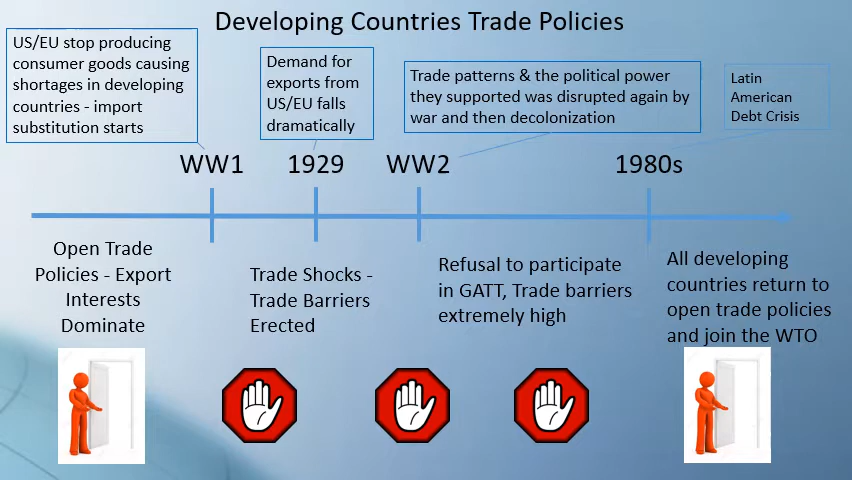 Developing Countries Trade Policies
US/EU stop producing
consumer goods causing
shortages in developing
countries - import
substitution starts
Demand for
exports from
US/EU falls
dramatically
Trade patterns & the political power
they supported was disrupted again by
war and then decolonization
Latin
American
Debt Crisis
WW1
1929
WW2
1980s
Open Trade
Policies - Export
Interests
Dominate
Trade Shocks -
Trade Barriers
Erected
Refusal to participate
in GATT, Trade barriers
extremely high
All developing
countries return to
open trade policies
and join the WTO